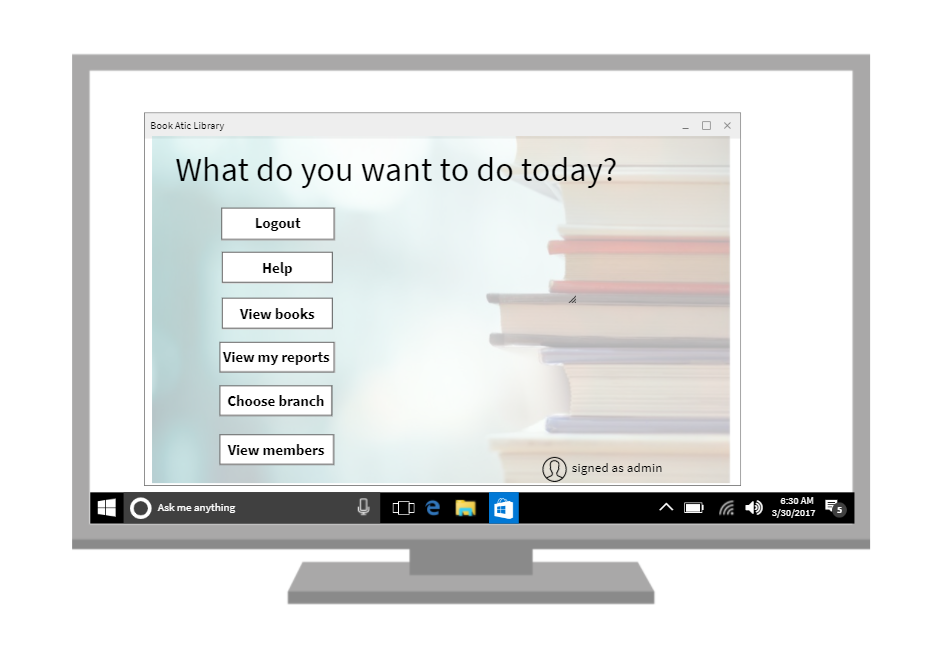 Book Atic Library
What do you want to do today?
Logout
Help
View books
View my reports
Choose branch
View members
signed as admin
Ask me anything
6:30 AM
3/30/2017
5